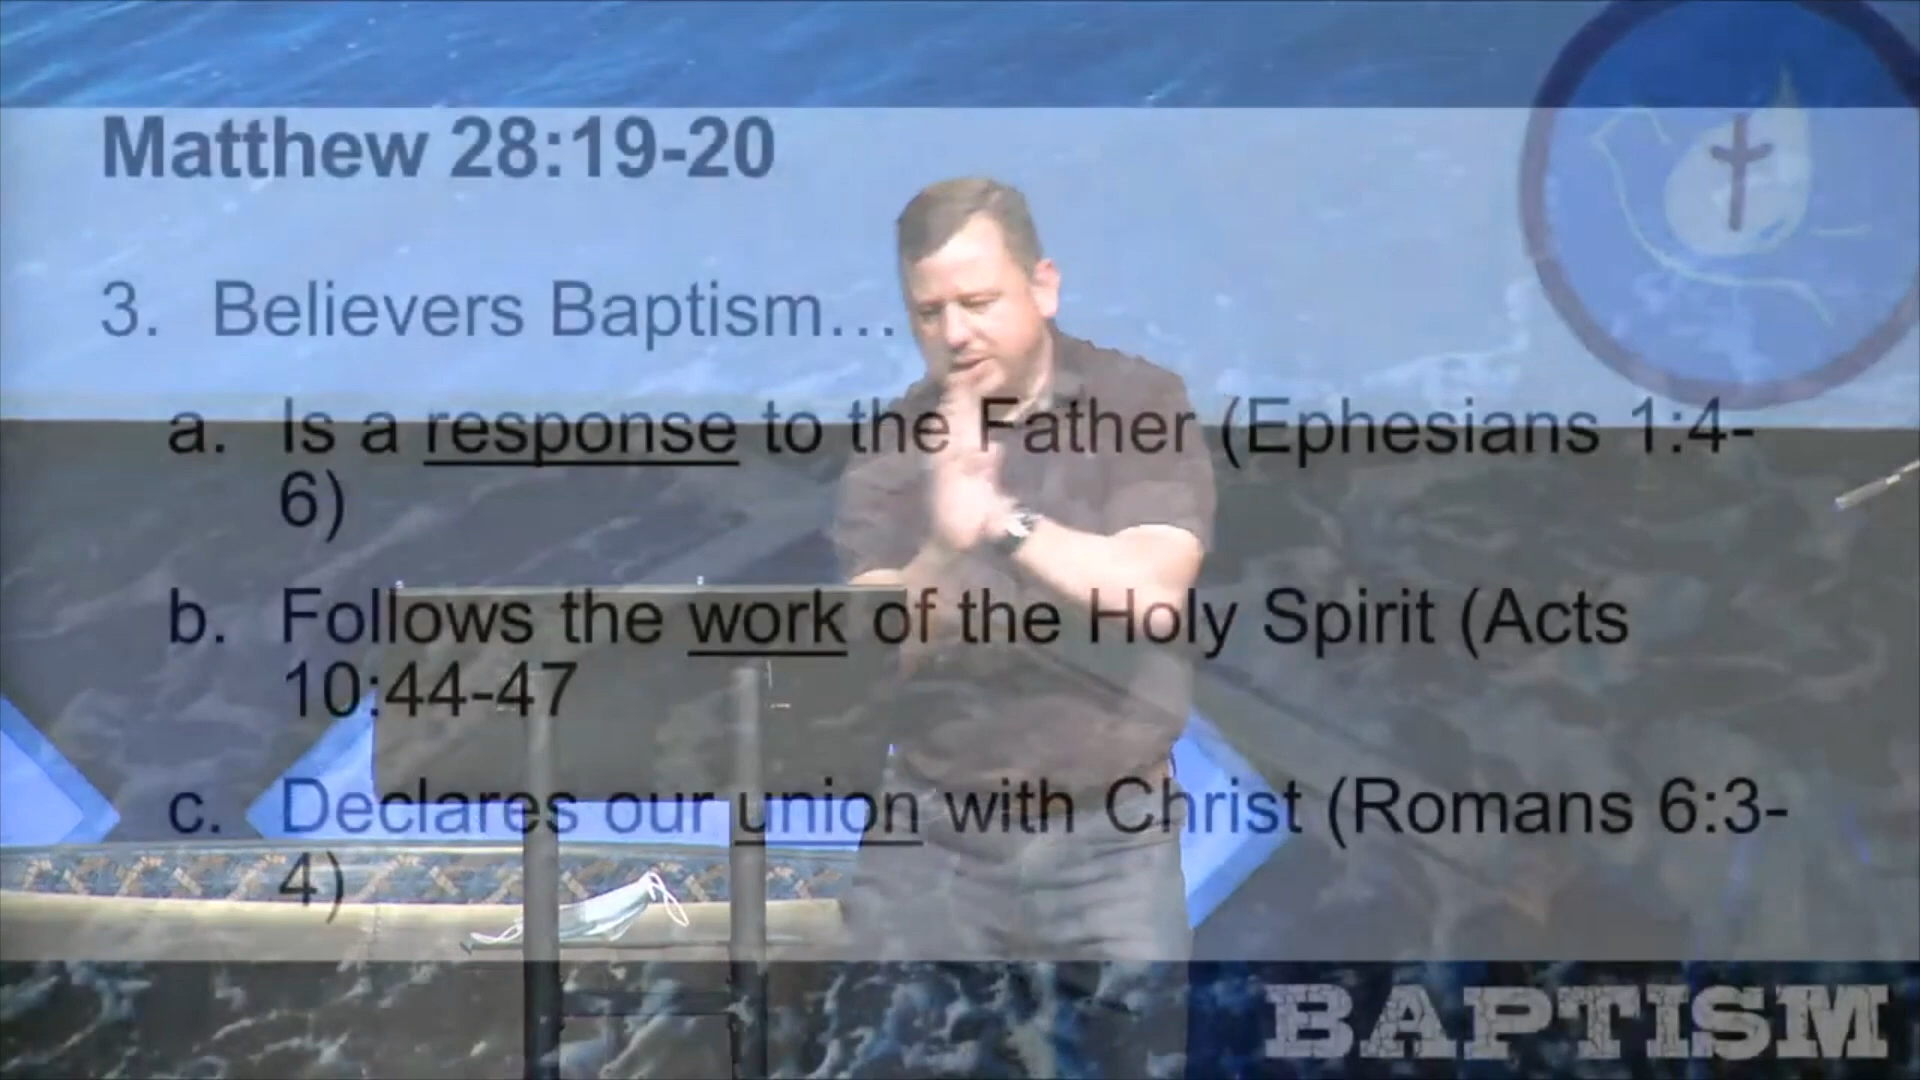 Matthew 28:19-20
3. Believers Baptism…
a. Is a response to the Father (Ephesians 1:4-
6)
b. Follows the work of the Holy Spirit (Acts
10:44-47
c. Declares our union with Christ (Romans 6:3-
4)
BAPTISM